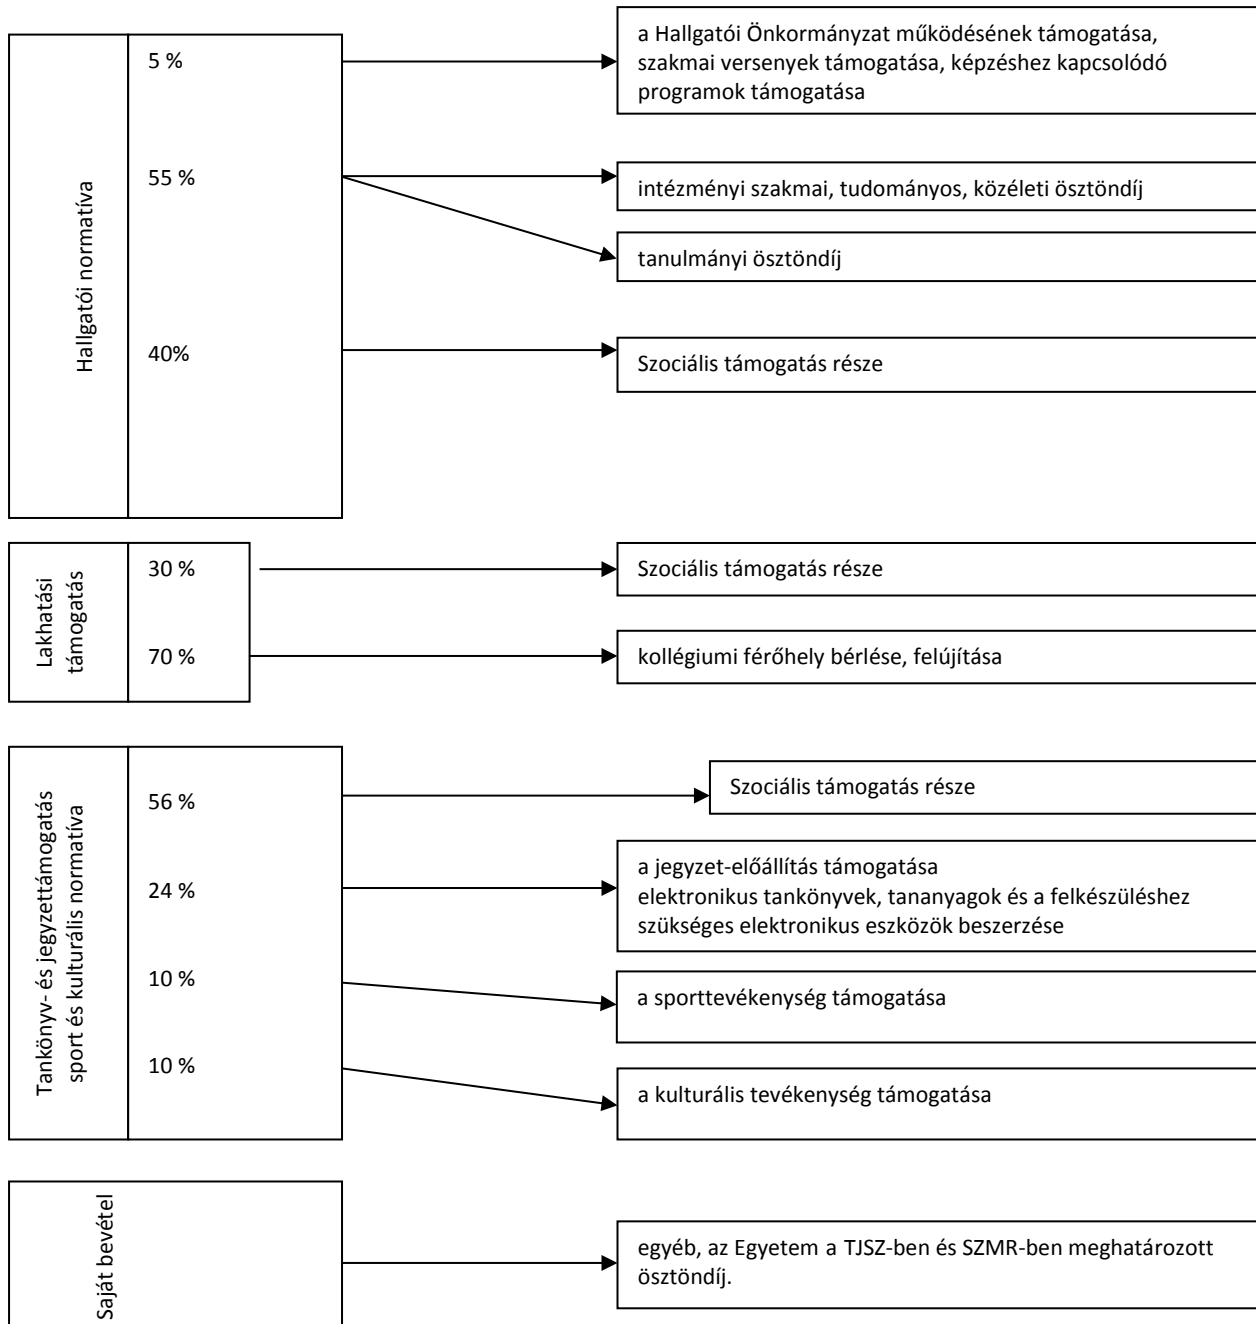 Hallgatói normatíva
5 %
a Hallgatói Önkormányzat működésének támogatása,
szakmai versenyek támogatása, képzéshez kapcsolódó
programok támogatása
55 %
intézményi szakmai, tudományos, közéleti ösztöndíj
tanulmányi ösztöndíj
40%
Szociális támogatás része
Lakhatási
támogatás
30 %
Szociális támogatás része
70 %
kollégiumi férőhely bérlése, felújítása
Tankönyv- és jegyzettámogatás
sport és kulturális normatíva
56 %
Szociális támogatás része
24 %
a jegyzet-előállítás támogatása
elektronikus tankönyvek, tananyagok és a felkészüléshez
szükséges elektronikus eszközök beszerzése
10 %
a sporttevékenység támogatása
10 %
a kulturális tevékenység támogatása
Saját bevétel
egyéb, az Egyetem a TJSZ-ben és SZMR-ben meghatározott
ösztöndíj.